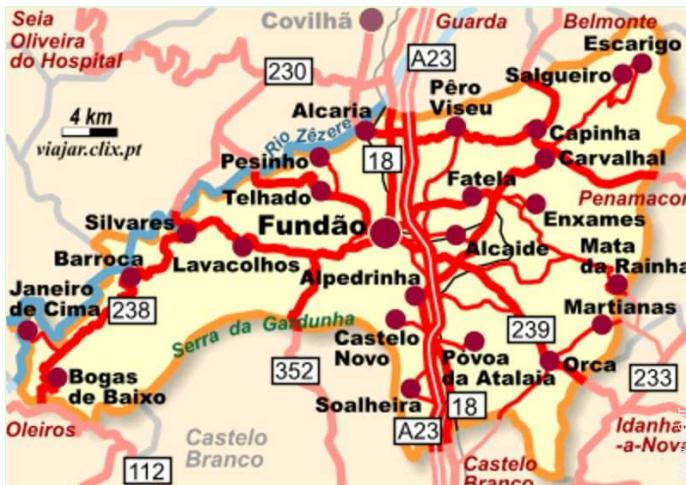 Seia
Oliveira
do Hospital
Covilhã
Guarda
Belmonte
Escarigo
A23
230
Salgueiro
4 km
viajar.clix.pt
Alcaria
Pêro
Viseu
Rio Zêzere
Capinha
Pesinho
18
Carvalhal
Telhado
Fatela
Penamacor
Silvares
Fundão
Enxames
Alcaide
Barroca
Lavacolhos
Mata
da Rainha
Alpedrinha
Janeiro
de Cima
238
Martianas
Serra da Gardunha
Castelo
Novo
239
352
Póvoa
da Atalaia
Orca
233
Bogas
de Baixo
Soalheira
18
Oleiros
Castelo
Branco
A23
Idanha
-a-Nova
112
Castelo
Branco